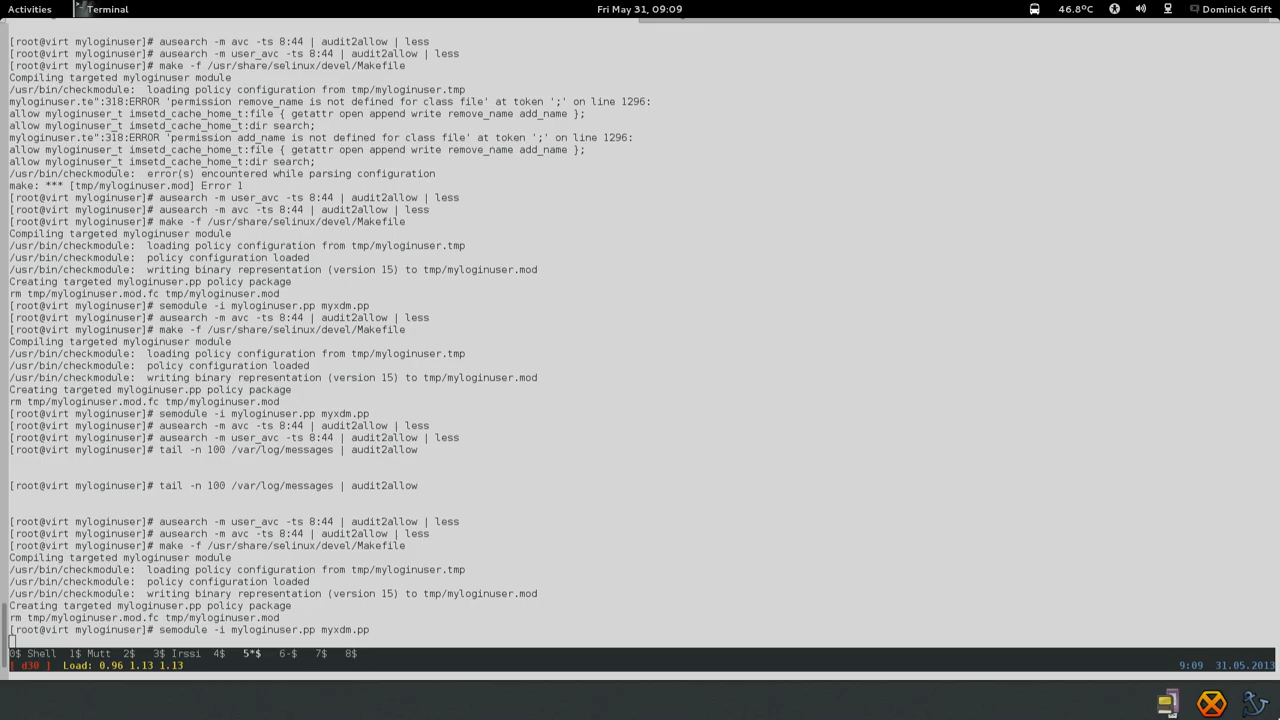 Activities Terminal Fri May 31, 09:09 46.8ºC Dominick Grift
[root@virt myloginuser]# ausearch -m avc -ts 8:44 | audit2allow | less
[root@virt myloginuser]# ausearch -m user_avc -ts 8:44 | audit2allow | less
[root@virt myloginuser]# make -f /usr/share/selinux/devel/Makefile
Compiling targeted myloginuser module
/usr/bin/checkmodule:  loading policy configuration from tmp/myloginuser.tmp
myloginuser.te":318:ERROR 'permission remove_name is not defined for class file' at token ';' on line 1296:
allow myloginuser_t imsetd_cache_home_t:file { getattr open append write remove_name add_name };
allow myloginuser_t imsetd_cache_home_t:dir search;
myloginuser.te":318:ERROR 'permission add_name is not defined for class file' at token ';' on line 1296:
allow myloginuser_t imsetd_cache_home_t:file { getattr open append write remove_name add_name };
allow myloginuser_t imsetd_cache_home_t:dir search;
/usr/bin/checkmodule:  error(s) encountered while parsing configuration
make: *** [tmp/myloginuser.mod] Error 1
[root@virt myloginuser]# ausearch -m user_avc -ts 8:44 | audit2allow | less
[root@virt myloginuser]# ausearch -m avc -ts 8:44 | audit2allow | less
[root@virt myloginuser]# make -f /usr/share/selinux/devel/Makefile
Compiling targeted myloginuser module
/usr/bin/checkmodule:  loading policy configuration from tmp/myloginuser.tmp
/usr/bin/checkmodule:  policy configuration loaded
/usr/bin/checkmodule:  writing binary representation (version 15) to tmp/myloginuser.mod
Creating targeted myloginuser.pp policy package
rm tmp/myloginuser.mod.fc tmp/myloginuser.mod
[root@virt myloginuser]# semodule -i myloginuser.pp myxdm.pp
[root@virt myloginuser]# ausearch -m avc -ts 8:44 | audit2allow | less
[root@virt myloginuser]# make -f /usr/share/selinux/devel/Makefile
Compiling targeted myloginuser module
/usr/bin/checkmodule:  loading policy configuration from tmp/myloginuser.tmp
/usr/bin/checkmodule:  policy configuration loaded
/usr/bin/checkmodule:  writing binary representation (version 15) to tmp/myloginuser.mod
Creating targeted myloginuser.pp policy package
rm tmp/myloginuser.mod.fc tmp/myloginuser.mod
[root@virt myloginuser]# semodule -i myloginuser.pp myxdm.pp
[root@virt myloginuser]# ausearch -m avc -ts 8:44 | audit2allow | less
[root@virt myloginuser]# ausearch -m user_avc -ts 8:44 | audit2allow | less
[root@virt myloginuser]# tail -n 100 /var/log/messages | audit2allow
[root@virt myloginuser]# tail -n 100 /var/log/messages | audit2allow
[root@virt myloginuser]# ausearch -m user_avc -ts 8:44 | audit2allow | less
[root@virt myloginuser]# ausearch -m avc -ts 8:44 | audit2allow | less
[root@virt myloginuser]# make -f /usr/share/selinux/devel/Makefile
Compiling targeted myloginuser module
/usr/bin/checkmodule:  loading policy configuration from tmp/myloginuser.tmp
/usr/bin/checkmodule:  policy configuration loaded
/usr/bin/checkmodule:  writing binary representation (version 15) to tmp/myloginuser.mod
Creating targeted myloginuser.pp policy package
rm tmp/myloginuser.mod.fc tmp/myloginuser.mod
[root@virt myloginuser]# semodule -i myloginuser.pp myxdm.pp
0$ Shell  1$ Mutt  2$   3$ Irssi  4$   5*$   6-$   7$   8$
[ d30 ]  Load: 0.96 1.13 1.13 9:09  31.05.2013